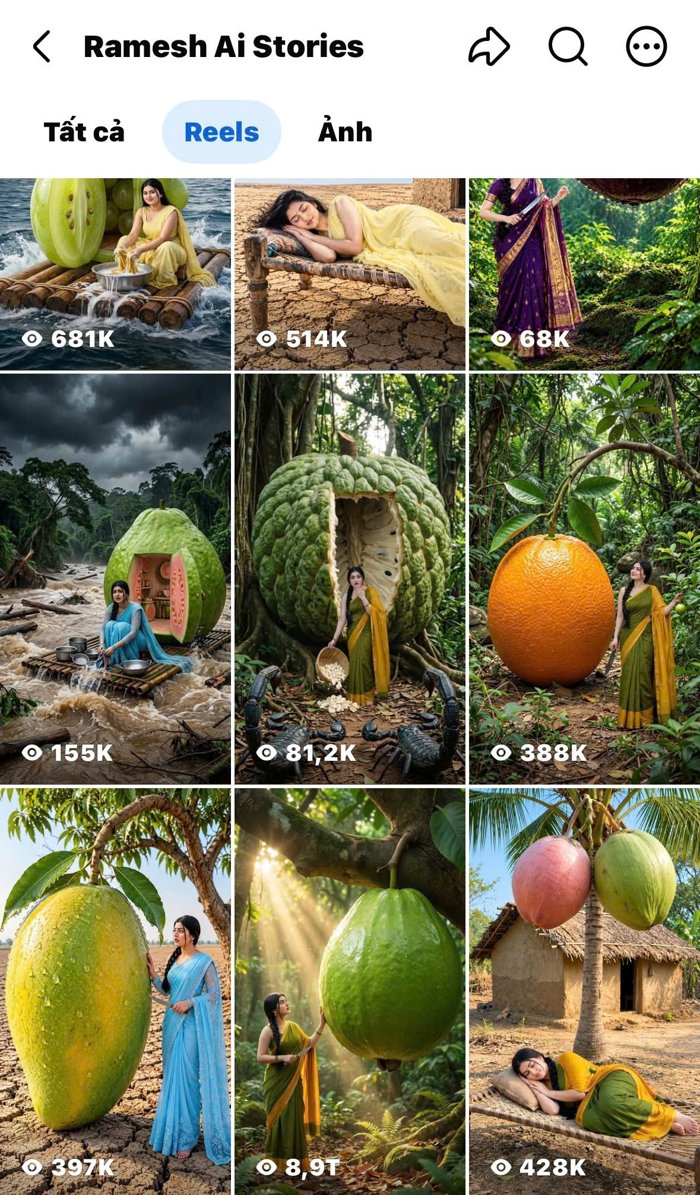 Ramesh Ai Stories
Tất cả
Reels
Ảnh
681K
514K
68K
155K
81,2K
388K
397K
8,9T
428K